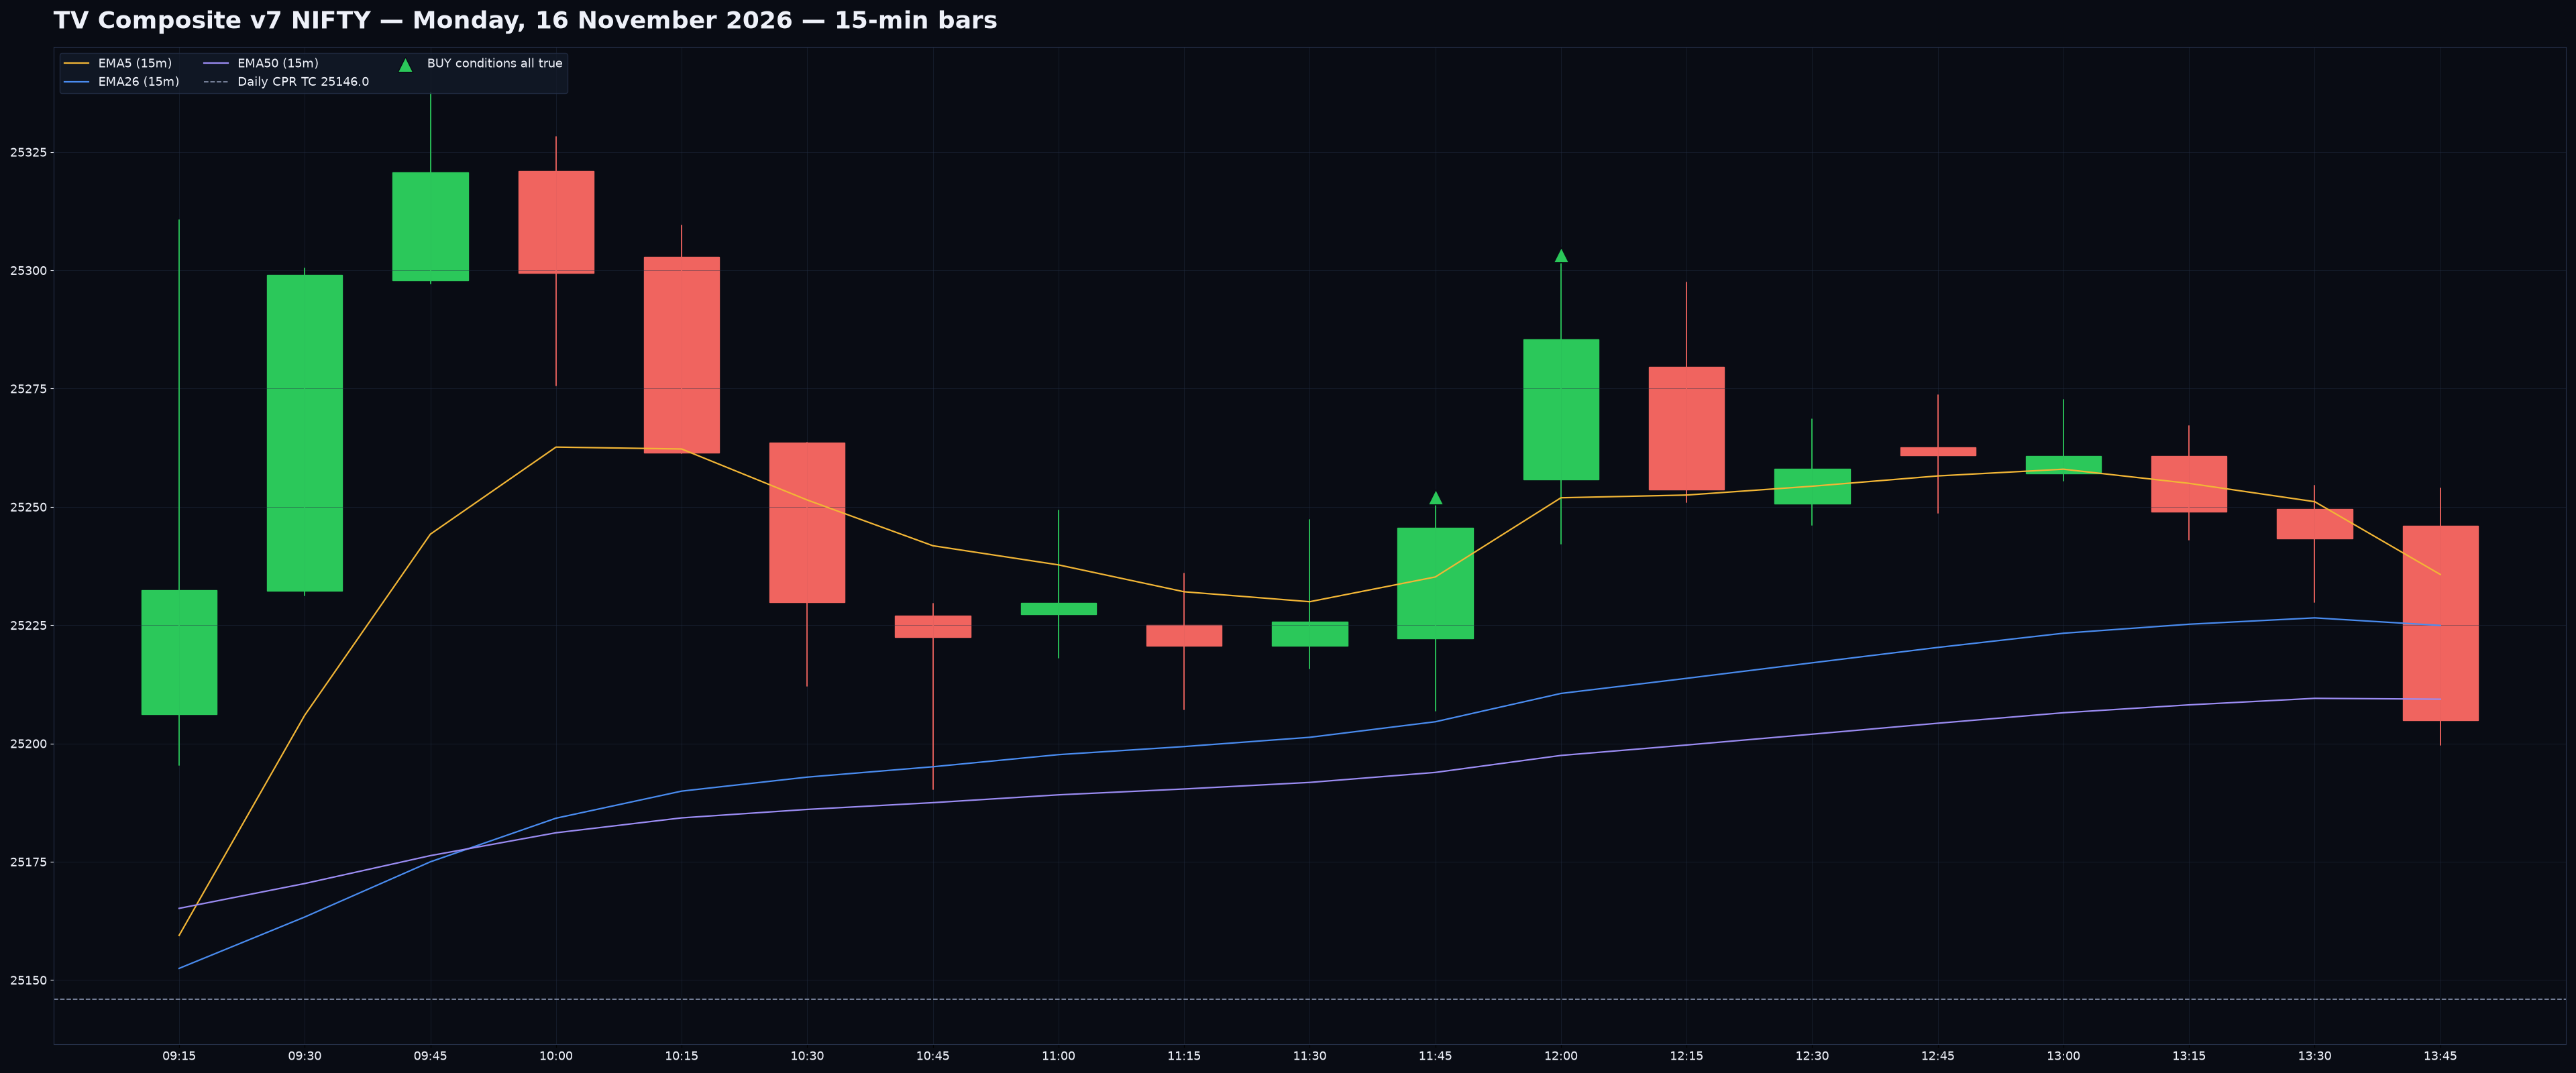 TV Composite v7 NIFTY — Monday, 16 November 2026 — 15-min bars
EMA5 (15m)
EMA26 (15m)
EMA50 (15m)
Daily CPR TC 25146.0
BUY conditions all true
25325
25300
25275
25250
25225
25200
25175
25150
09:15 09:30 09:45 10:00 10:15 10:30 10:45 11:00 11:15 11:30 11:45 12:00 12:15 12:30 12:45 13:00 13:15 13:30 13:45